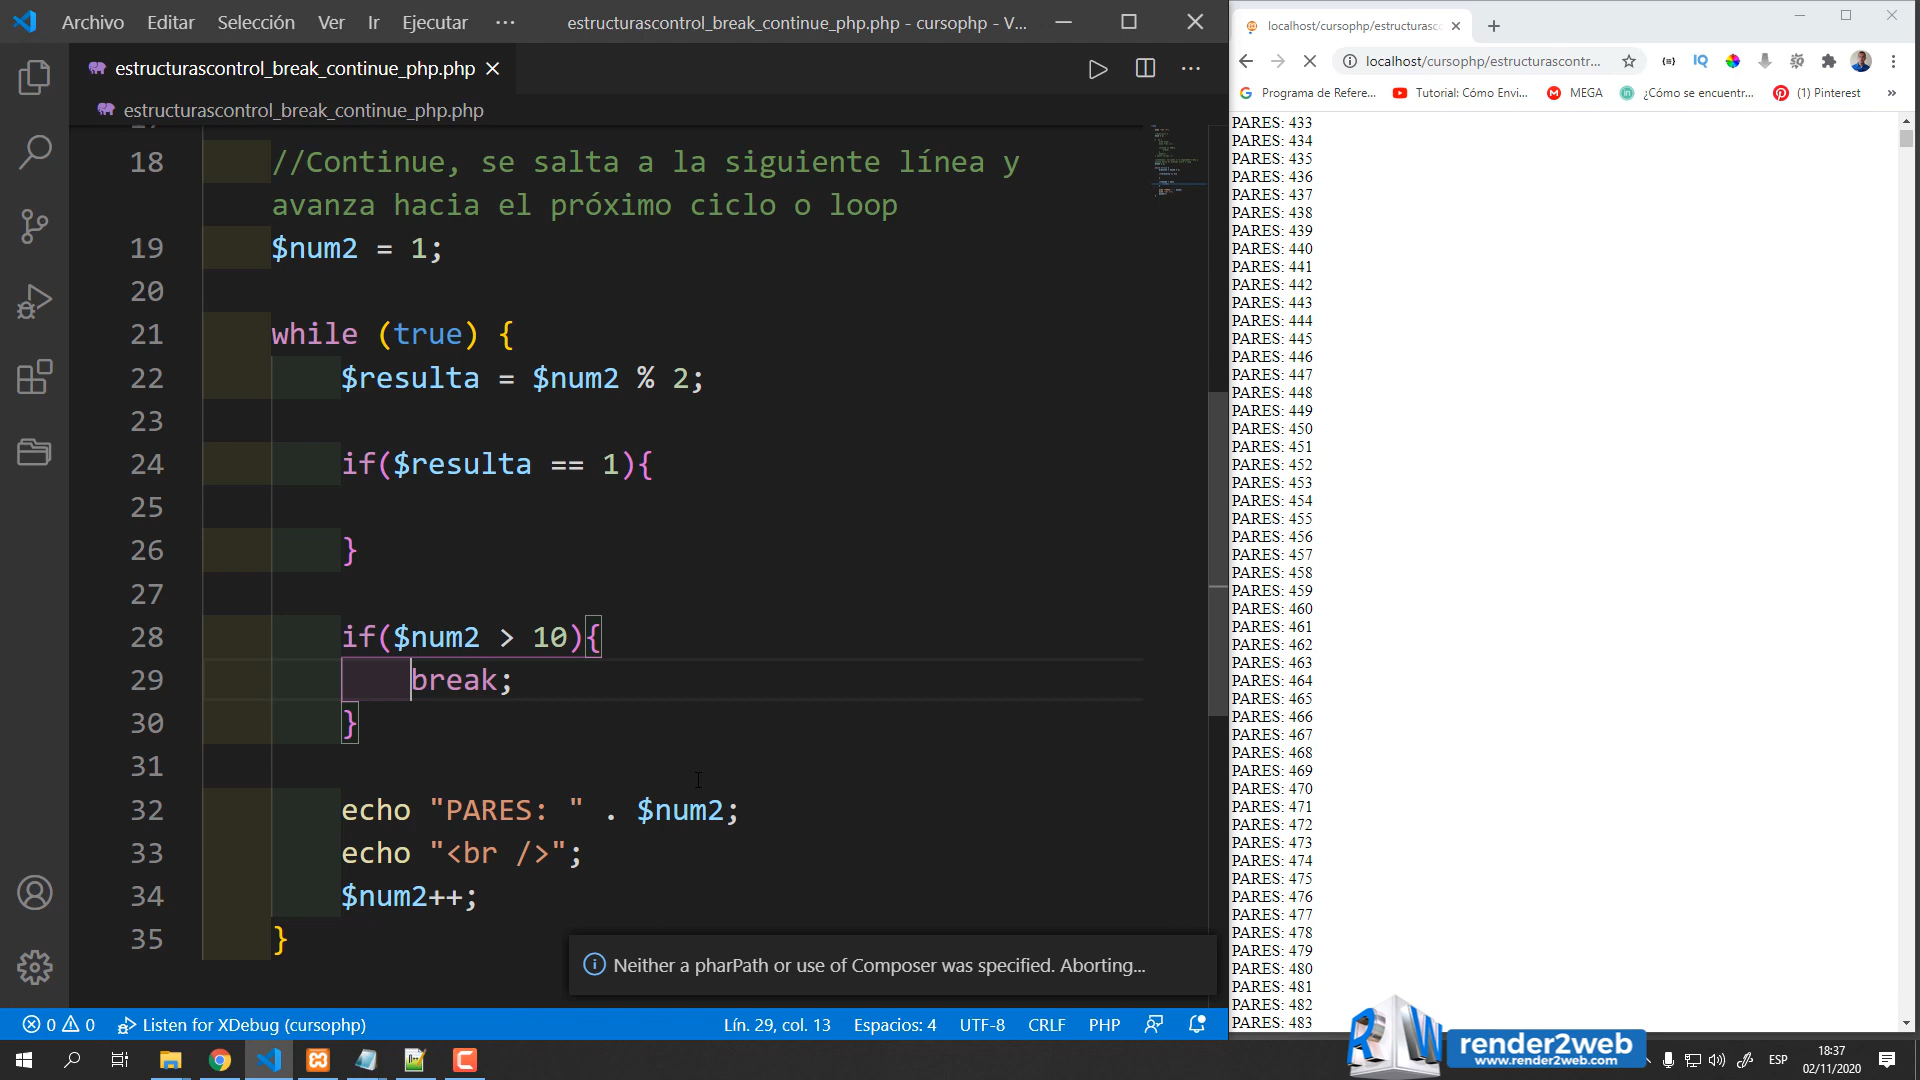 Archivo Editar Selección Ver Ir Ejecutar ··· estructurascontrol_break_continue_php.php - cursophp - V...
estructurascontrol_break_continue_php.php
estructurascontrol_break_continue_php.php
18 //Continue, se salta a la siguiente línea y
avanza hacia el próximo ciclo o loop
19 $num2 = 1;
20
21 while (true) {
22 $resulta = $num2 % 2;
23
24 if($resulta == 1){
25
26 }
27
28 if($num2 > 10){
29 break;
30 }
31
32 echo "PARES: " . $num2;
33 echo "<br />";
34 $num2++;
35 }
Neither a pharPath or use of Composer was specified. Aborting...
0 0 Listen for XDebug (cursophp) Lín. 29, col. 13 Espacios: 4 UTF-8 CRLF PHP
localhost/cursophp/estructurasc
localhost/cursophp/estructurascontr...
Programa de Refere... Tutorial: Cómo Envi... MEGA ¿Cómo se encuentr... (1) Pinterest »
PARES: 433
PARES: 434
PARES: 435
PARES: 436
PARES: 437
PARES: 438
PARES: 439
PARES: 440
PARES: 441
PARES: 442
PARES: 443
PARES: 444
PARES: 445
PARES: 446
PARES: 447
PARES: 448
PARES: 449
PARES: 450
PARES: 451
PARES: 452
PARES: 453
PARES: 454
PARES: 455
PARES: 456
PARES: 457
PARES: 458
PARES: 459
PARES: 460
PARES: 461
PARES: 462
PARES: 463
PARES: 464
PARES: 465
PARES: 466
PARES: 467
PARES: 468
PARES: 469
PARES: 470
PARES: 471
PARES: 472
PARES: 473
PARES: 474
PARES: 475
PARES: 476
PARES: 477
PARES: 478
PARES: 479
PARES: 480
PARES: 481
PARES: 482
PARES: 483
RW render2web
www.render2web.com
ESP 18:37
02/11/2020